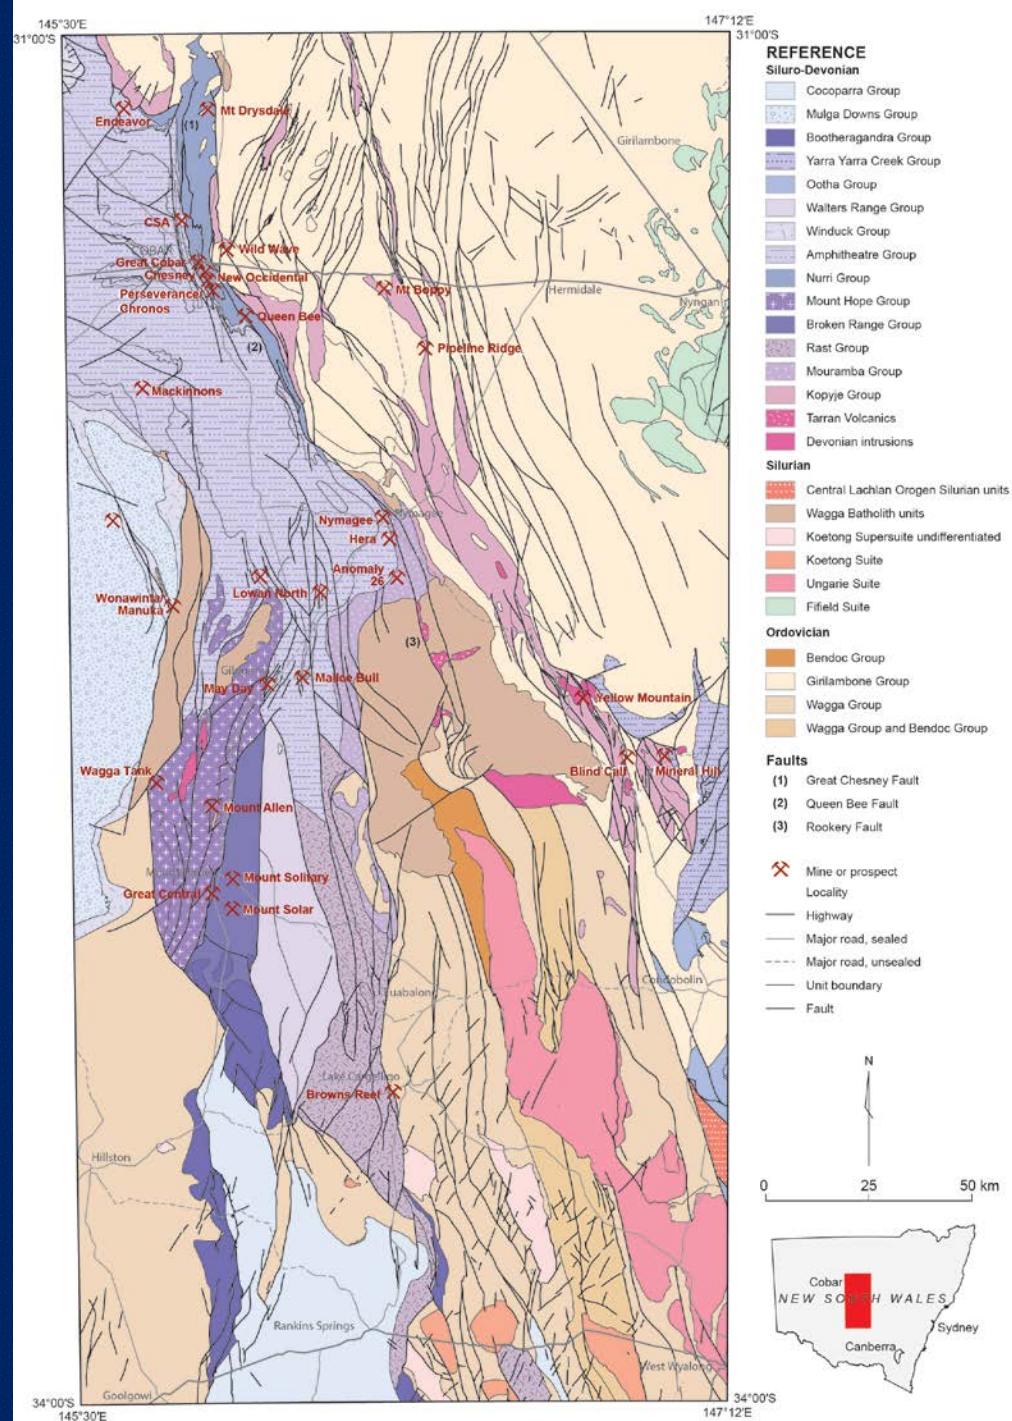 145°30'E
147°12'E
31°00'S
31°00'S
Endeavor
Mt Drysdale
(1)
Girilambone
CSA
COBAR
Wild Wave
Great Cobar
Chesney
New Occidental
Perseverance
Chronos
Mt Boppy
Hermidale
Nyngan
Queen Bee
(2)
Pipeline Ridge
Mackinnons
Nymagee
Nymagee
Hera
Anomaly
26
Lowan North
Wonawinta/
Manuka
(3)
May Day
Mallee Bull
Yellow Mountain
Blind Calf
Mineral Hill
Wagga Tank
Mount Allen
Mount Solitary
Great Central
Mount Solar
Condobolin
Euabalong
Lake Cargelligo
Browns Reef
Hillston
Rankins Springs
Goolgowi
West Wyalong
34°00'S
34°00'S
145°30'E
147°12'E
REFERENCE
Siluro-Devonian
Cocoparra Group
Mulga Downs Group
Bootheragandra Group
Yarra Yarra Creek Group
Ootha Group
Walters Range Group
Winduck Group
Amphitheatre Group
Nurri Group
Mount Hope Group
Broken Range Group
Rast Group
Mouramba Group
Kopyje Group
Tarran Volcanics
Devonian intrusions
Silurian
Central Lachlan Orogen Silurian units
Wagga Batholith units
Koetong Supersuite undifferentiated
Koetong Suite
Ungarie Suite
Fifield Suite
Ordovician
Bendoc Group
Girilambone Group
Wagga Group
Wagga Group and Bendoc Group
Faults
(1) Great Chesney Fault
(2) Queen Bee Fault
(3) Rookery Fault
Mine or prospect
Locality
Highway
Major road, sealed
Major road, unsealed
Unit boundary
Fault
N
0 25 50 km
Cobar
NEW SOUTH WALES
Sydney
Canberra